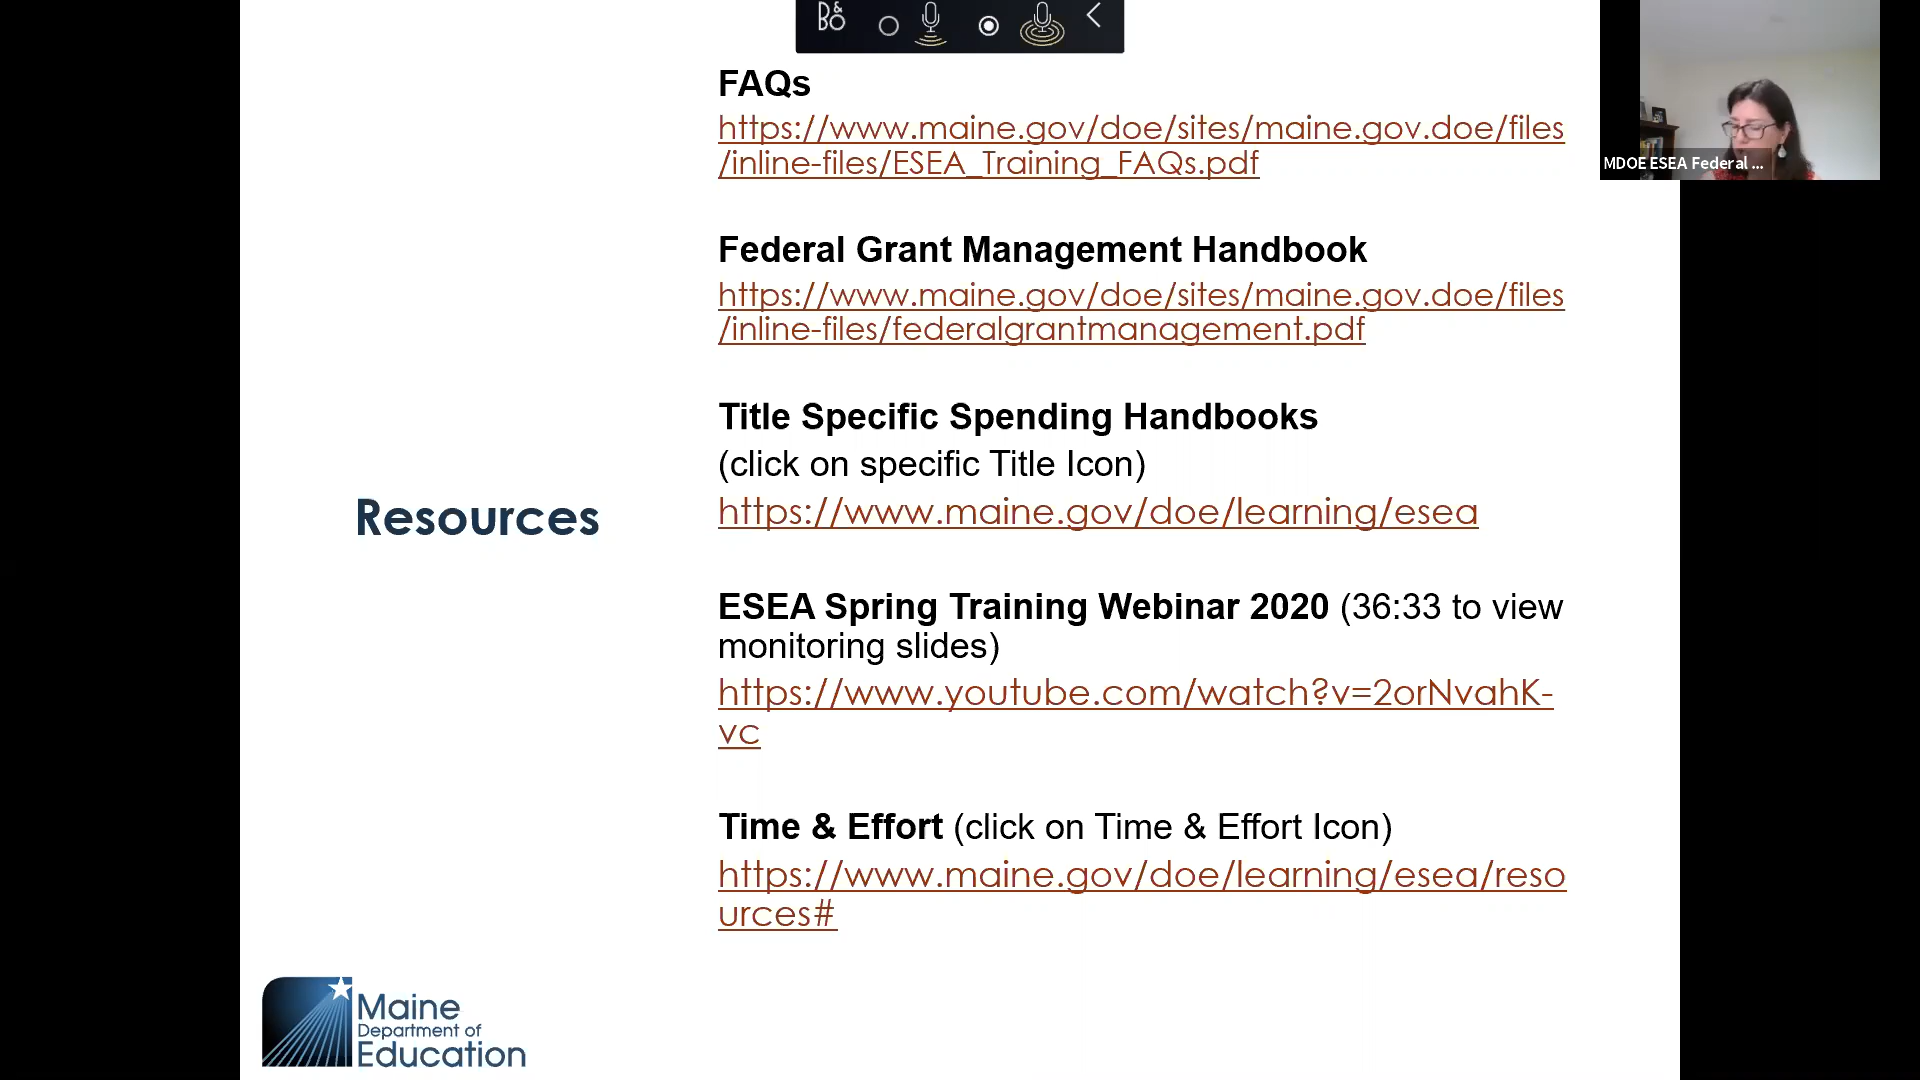 B&O
FAQs
https://www.maine.gov/doe/sites/maine.gov.doe/files
/inline-files/ESEA_Training_FAQs.pdf
MDOE ESEA Federal ...
Federal Grant Management Handbook
https://www.maine.gov/doe/sites/maine.gov.doe/files
/inline-files/federalgrantmanagement.pdf
Title Specific Spending Handbooks
(click on specific Title Icon)
https://www.maine.gov/doe/learning/esea
Resources
ESEA Spring Training Webinar 2020 (36:33 to view
monitoring slides)
https://www.youtube.com/watch?v=2orNvahK-
vc
Time & Effort (click on Time & Effort Icon)
https://www.maine.gov/doe/learning/esea/reso
urces#
Maine
Department of
Education